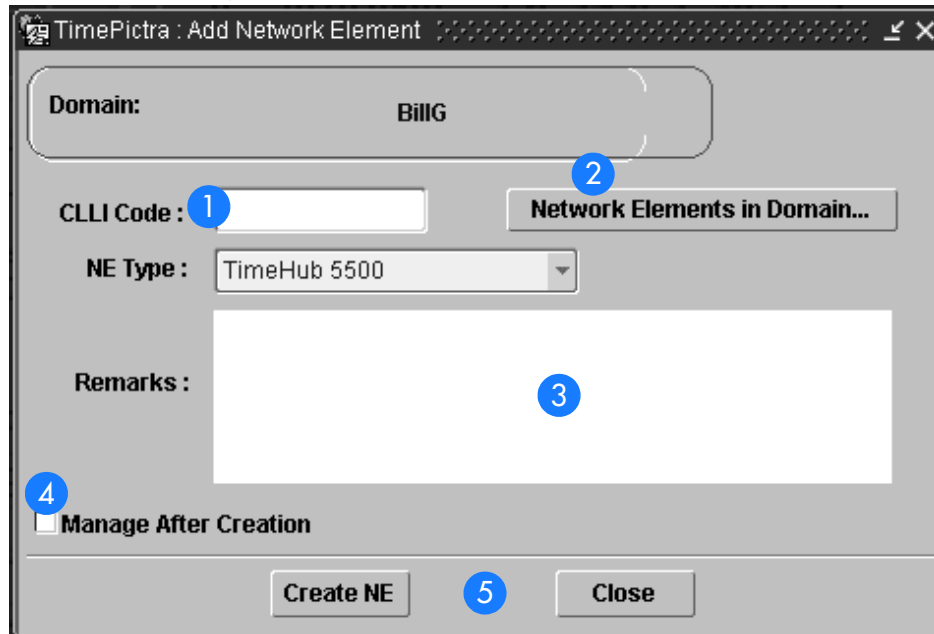 TimePictra : Add Network Element
Domain: BillG
2
CLLI Code : 1 Network Elements in Domain...
NE Type : TimeHub 5500
Remarks : 3
4
Manage After Creation
Create NE 5 Close